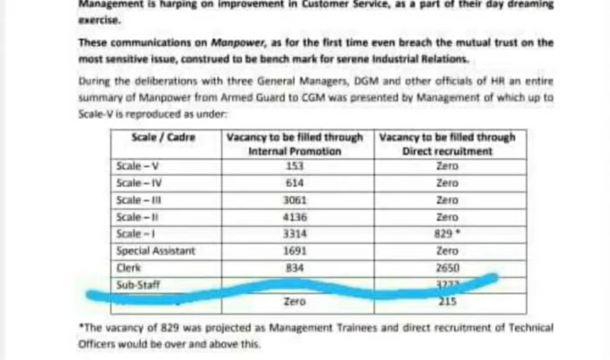 Management is harping on improvement in Customer Service, as a part of their day dreaming
exercise.
These communications on Manpower, as for the first time even breach the mutual trust on the
most sensitive issue, construed to be bench mark for serene Industrial Relations.
During the deliberations with three General Managers, DGM and other officials of HR an entire
summary of Manpower from Armed Guard to CGM was presented by Management of which up to
Scale-V is reproduced as under:
Scale / Cadre Vacancy to be filled through Vacancy to be filled through
Internal Promotion Direct recruitment
Scale – V 153 Zero
Scale – IV 614 Zero
Scale – III 3061 Zero
Scale – II 4136 Zero
Scale – I 3314 829 *
Special Assistant 1691 Zero
Clerk 834 2650
Sub-Staff
Zero 215
*The vacancy of 829 was projected as Management Trainees and direct recruitment of Technical
Officers would be over and above this.